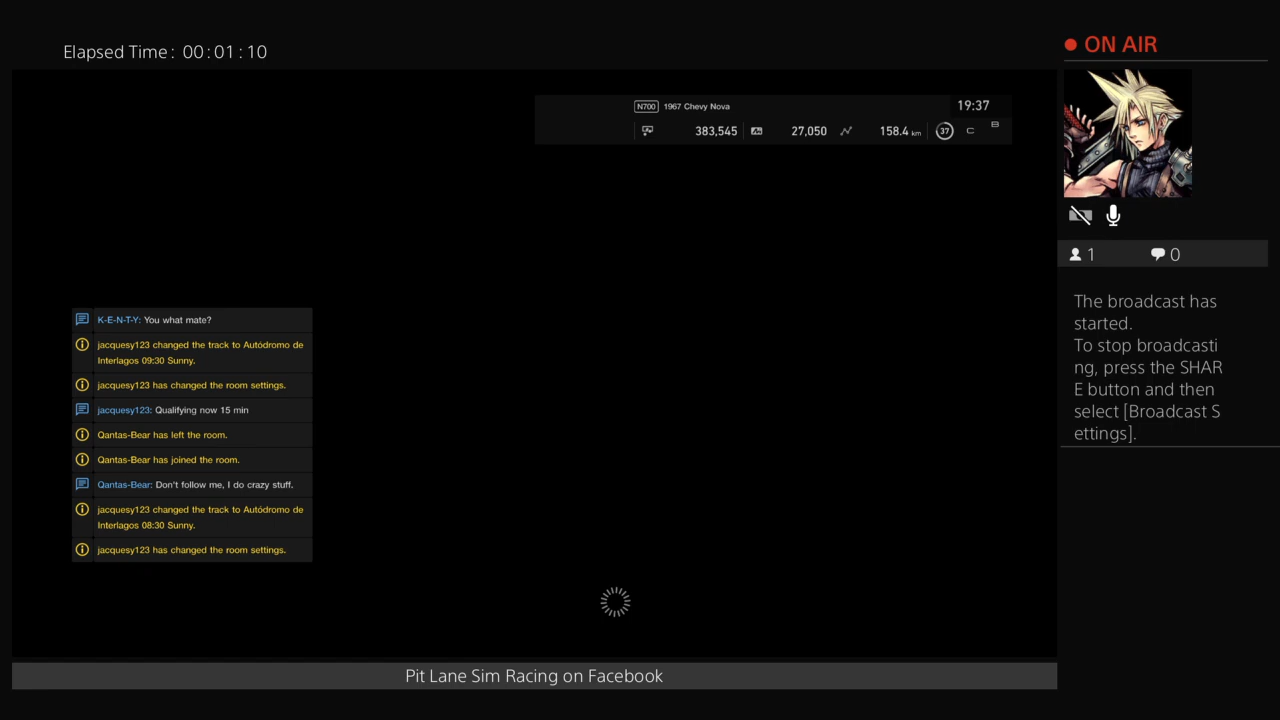 Elapsed Time: 00:01:10
ON AIR
N700 1967 Chevy Nova
19:37
383,545
27,050
158.4 km
37
1
0
The broadcast has
started.
To stop broadcasti
ng, press the SHAR
E button and then
select [Broadcast S
ettings].
K-E-N-T-Y: You what mate?
jacquesy123 changed the track to Autódromo de
Interlagos 09:30 Sunny.
jacquesy123 has changed the room settings.
jacquesy123: Qualifying now 15 min
Qantas-Bear has left the room.
Qantas-Bear has joined the room.
Qantas-Bear: Don't follow me, I do crazy stuff.
jacquesy123 changed the track to Autódromo de
Interlagos 08:30 Sunny.
jacquesy123 has changed the room settings.
Pit Lane Sim Racing on Facebook